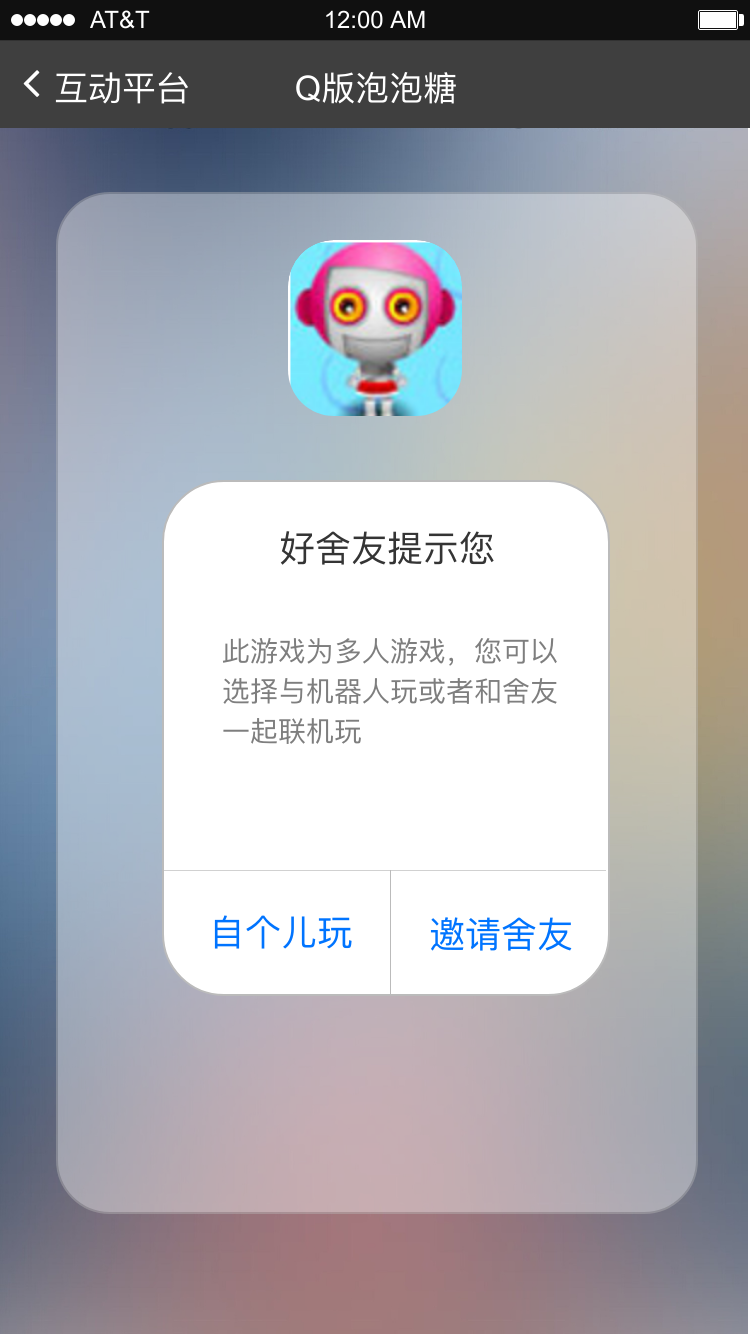 AT&T 12:00 AM
互动平台 Q版泡泡糖
好舍友提示您
此游戏为多人游戏，您可以
选择与机器人玩或者和舍友
一起联机玩
自个儿玩 邀请舍友